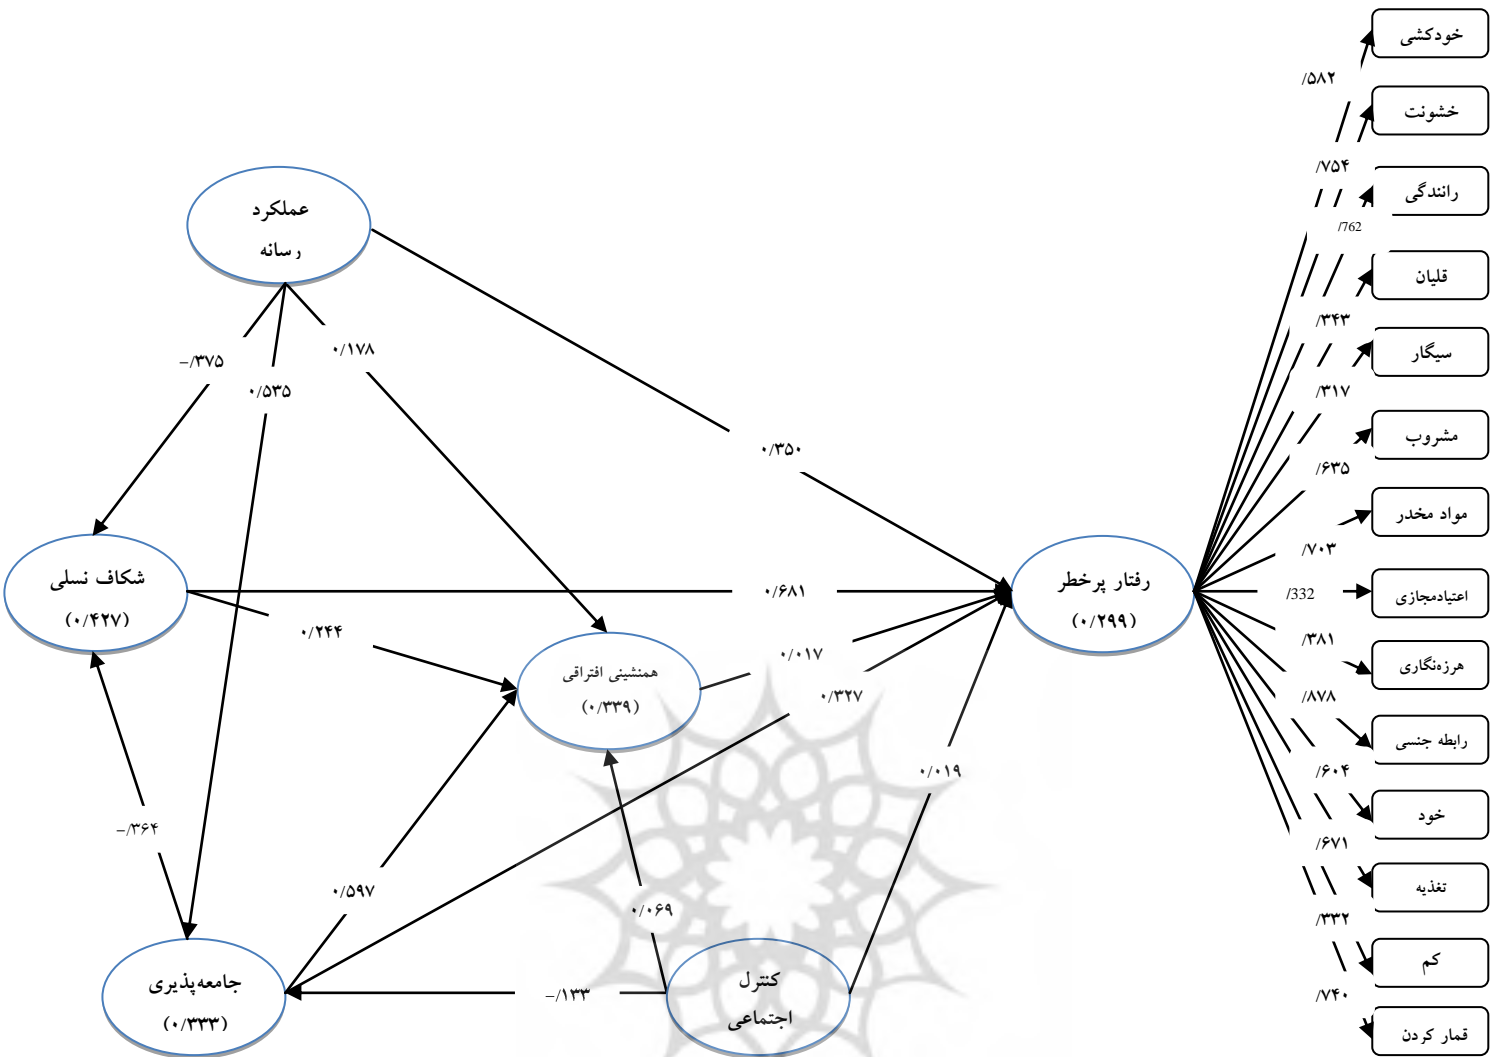 خودکشی
/۵۸۲
خشونت
/۷۵۴
رانندگی
/762
قلیان
/۳۴۳
سیگار
/۳۱۷
مشروب
/۶۳۵
مواد مخدر
/۷۰۳
اعتیادمجازی
/332
هرزه‌نگاری
/۳۸۱
رابطه جنسی
/۸۷۸
خود
/۶۰۴
تغذیه
/۶۷۱
کم
/۳۳۲
قمار کردن
/۷۴۰
عملکرد
رسانه
-/۳۷۵
۰/۱۷۸
۰/۵۳۵
۰/۳۵۰
شکاف نسلی
(۰/۴۲۷)
۰/۶۸۱
رفتار پرخطر
(۰/۲۹۹)
۰/۲۴۴
همنشینی افتراقی
(۰/۳۳۹)
۰/۰۱۷
۰/۳۲۷
۰/۰۱۹
-/۳۶۴
۰/۵۹۷
۰/۰۶۹
جامعه‌پذیری
(۰/۳۳۳)
-/۱۳۳
کنترل
اجتماعی